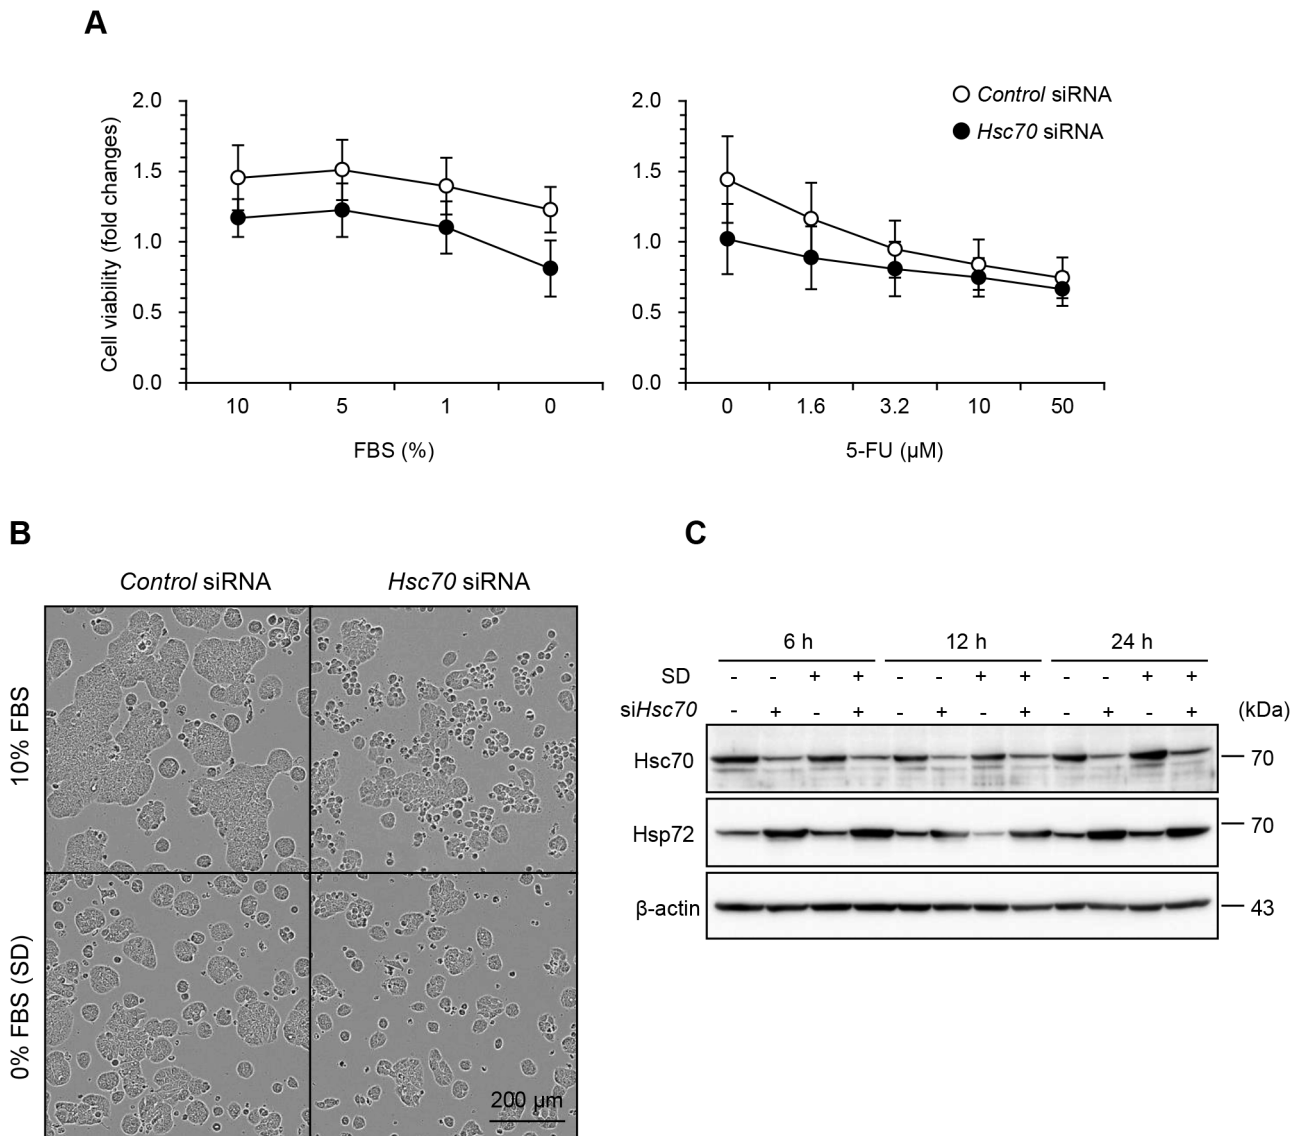 A
2.0
1.5
1.0
0.5
0.0
Cell viability (fold changes)
10 5 1 0
FBS (%)
2.0
1.5
1.0
0.5
0.0
0 1.6 3.2 10 50
5-FU (µM)
Control siRNA
Hsc70 siRNA
B
Control siRNA Hsc70 siRNA
10% FBS
0% FBS (SD)
200 µm
C
6 h 12 h 24 h
SD - - + + - - + + - - + +
siHsc70 - + - + - + - + - + - + (kDa)
Hsc70 70
Hsp72 70
β-actin 43